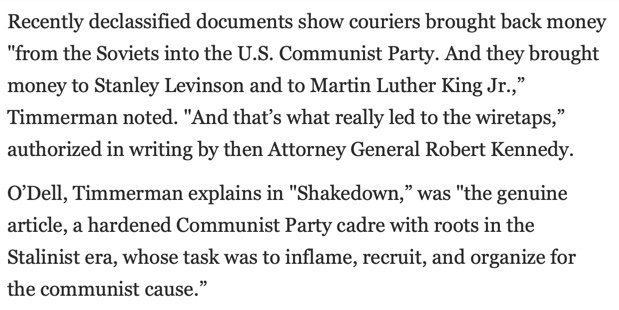 Recently declassified documents show couriers brought back money
"from the Soviets into the U.S. Communist Party. And they brought
money to Stanley Levinson and to Martin Luther King Jr.,”
Timmerman noted. "And that’s what really led to the wiretaps,”
authorized in writing by then Attorney General Robert Kennedy.
O’Dell, Timmerman explains in "Shakedown,” was "the genuine
article, a hardened Communist Party cadre with roots in the
Stalinist era, whose task was to inflame, recruit, and organize for
the communist cause.”